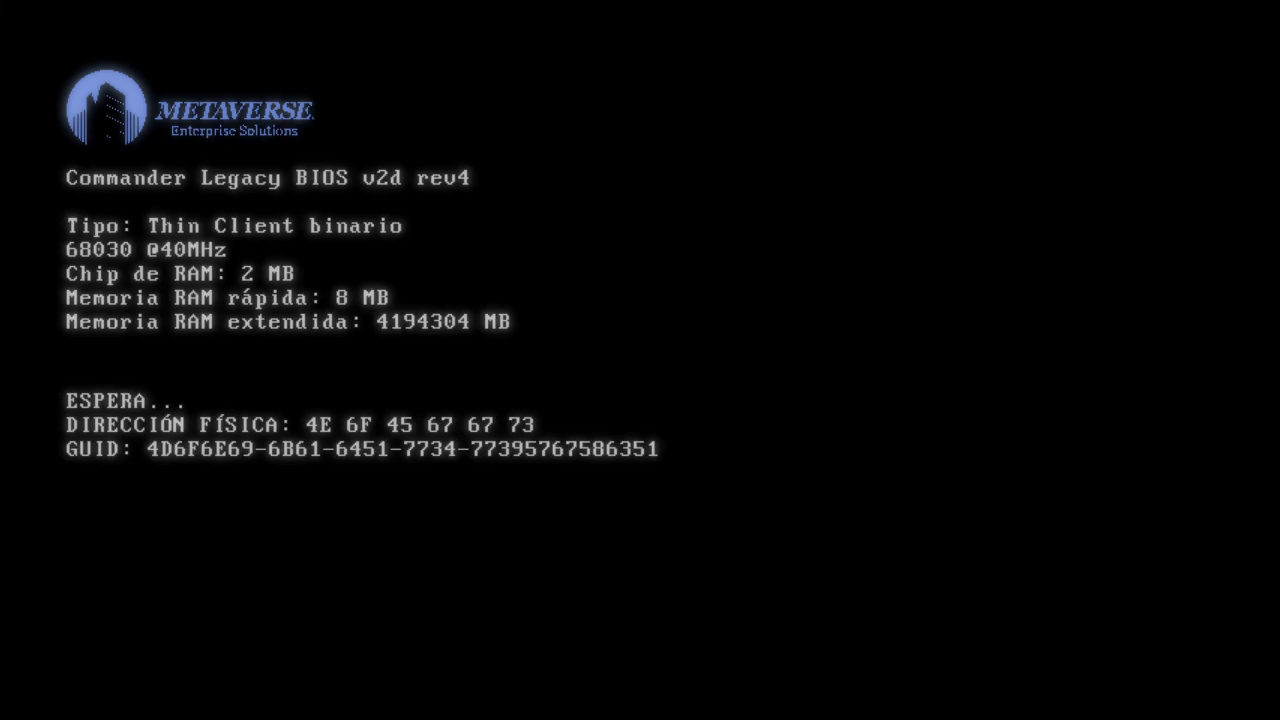 METAVERSE
Enterprise Solutions
Commander Legacy BIOS v2d rev4
Tipo: Thin Client binario
68030 @40MHz
Chip de RAM: 2 MB
Memoria RAM rápida: 8 MB
Memoria RAM extendida: 4194304 MB
ESPERA...
DIRECCIÓN FÍSICA: 4E 6F 45 67 67 73
GUID: 4D6F6E69-6B61-6451-7734-77395767586351